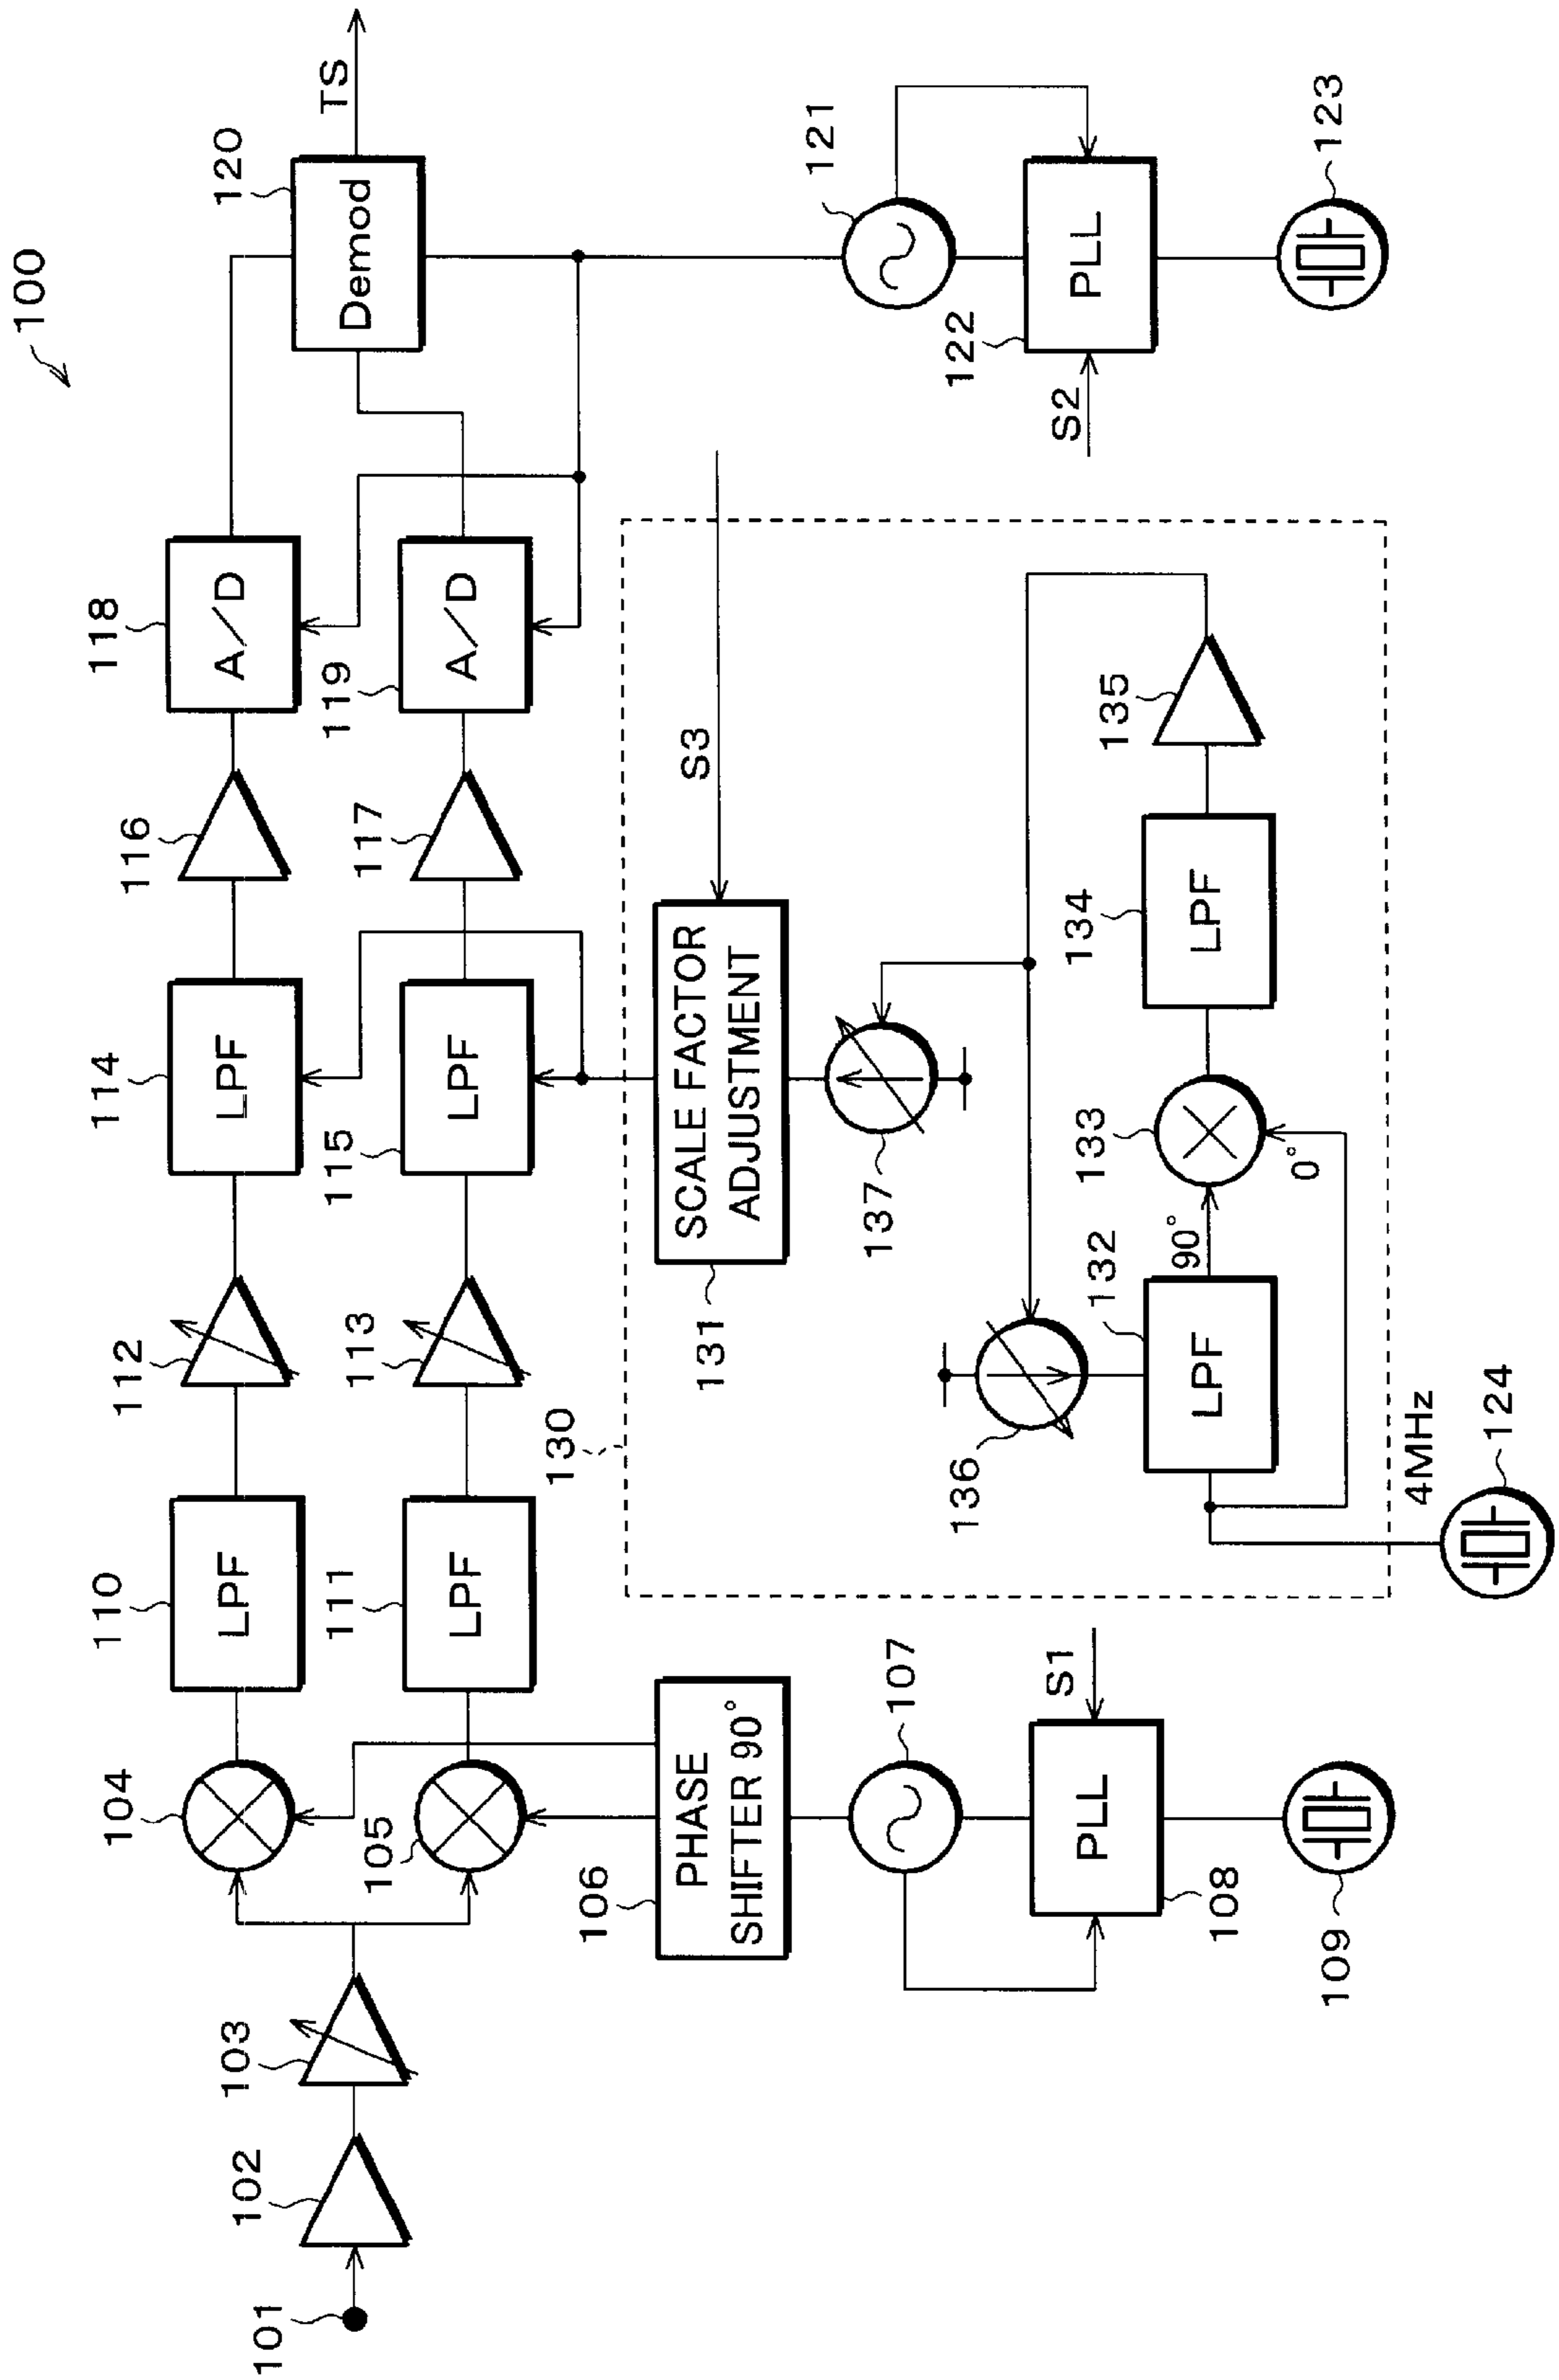 100
101
102
103
104
105
PHASE
SHIFTER 90°
106
107
S1
PLL
108
109
110
LPF
111
LPF
112
113
114
LPF
115
LPF
116
117
118
A/D
119
A/D
120
Demod
TS
121
S2
PLL
122
123
130
S3
SCALE FACTOR
ADJUSTMENT
131
137
136
132
LPF
90°
0°
133
134
LPF
135
4MHz
124